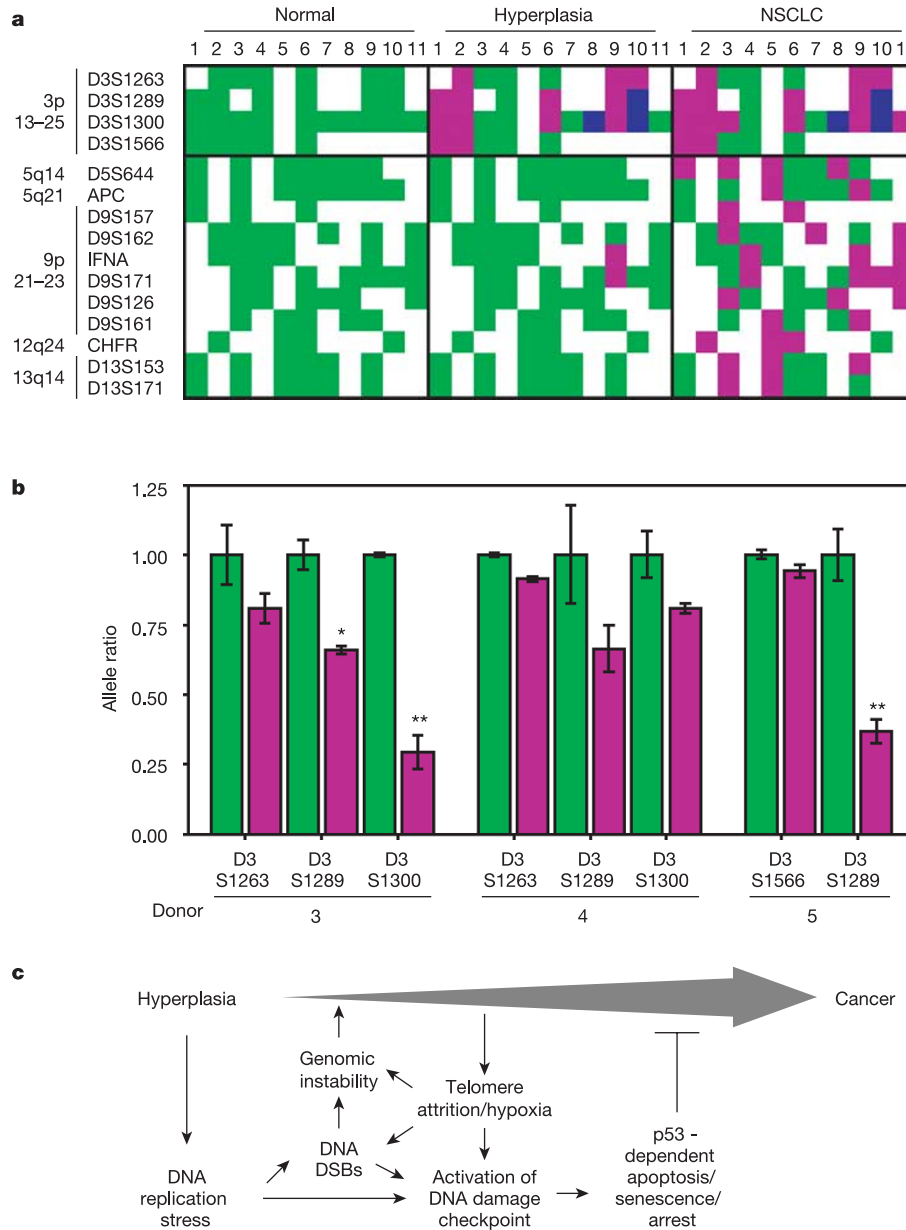 a
Normal Hyperplasia NSCLC
1 2 3 4 5 6 7 8 9 10 11 1 2 3 4 5 6 7 8 9 10 11 1 2 3 4 5 6 7 8 9 10 11
3p
13–25
D3S1263
D3S1289
D3S1300
D3S1566
5q14 D5S644
5q21 APC
9p
21–23
D9S157
D9S162
IFNA
D9S171
D9S126
D9S161
12q24 CHFR
13q14
D13S153
D13S171
b
Allele ratio
1.25
1.00
0.75
0.50
0.25
0.00
*
**
**
D3 D3 D3 D3 D3 D3 D3 D3
S1263 S1289 S1300 S1263 S1289 S1300 S1566 S1289
Donor 3 4 5
c
Hyperplasia
Cancer
Genomic
instability
Telomere
attrition/hypoxia
DNA
DSBs
p53 -
dependent
apoptosis/
senescence/
arrest
DNA
replication
stress
Activation of
DNA damage
checkpoint